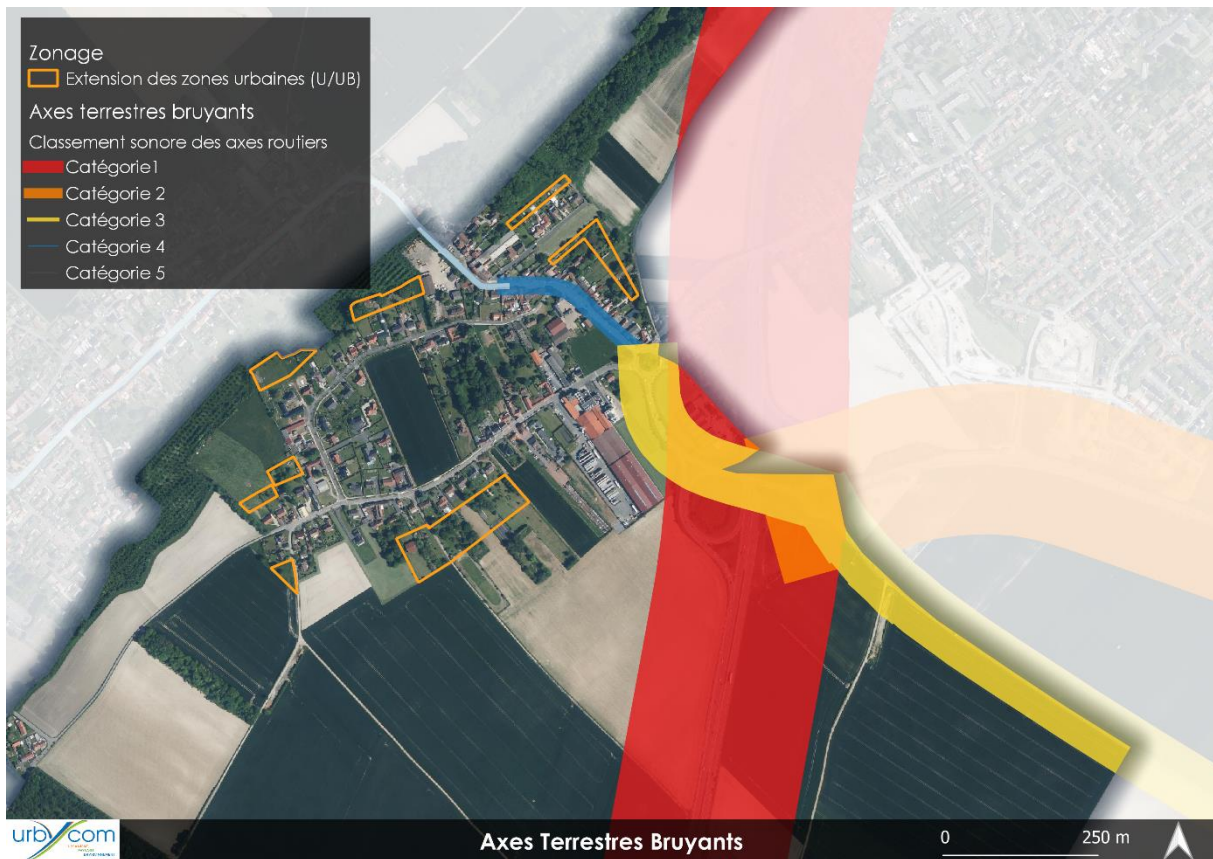 Zonage
Extension des zones urbaines (U/UB)
Axes terrestres bruyants
Classement sonore des axes routiers
Catégorie1
Catégorie 2
Catégorie 3
Catégorie 4
Catégorie 5
urbycom
Axes Terrestres Bruyants
0 250 m